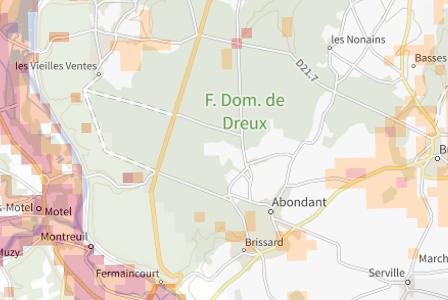 les Nonains
Basses
les Vieilles Ventes
D21.7
F. Dom. de
Dreux
B
s-Motel
Motel
Abondant
Montreuil
Muzy
Brissard
March
Fermaincourt
Serville